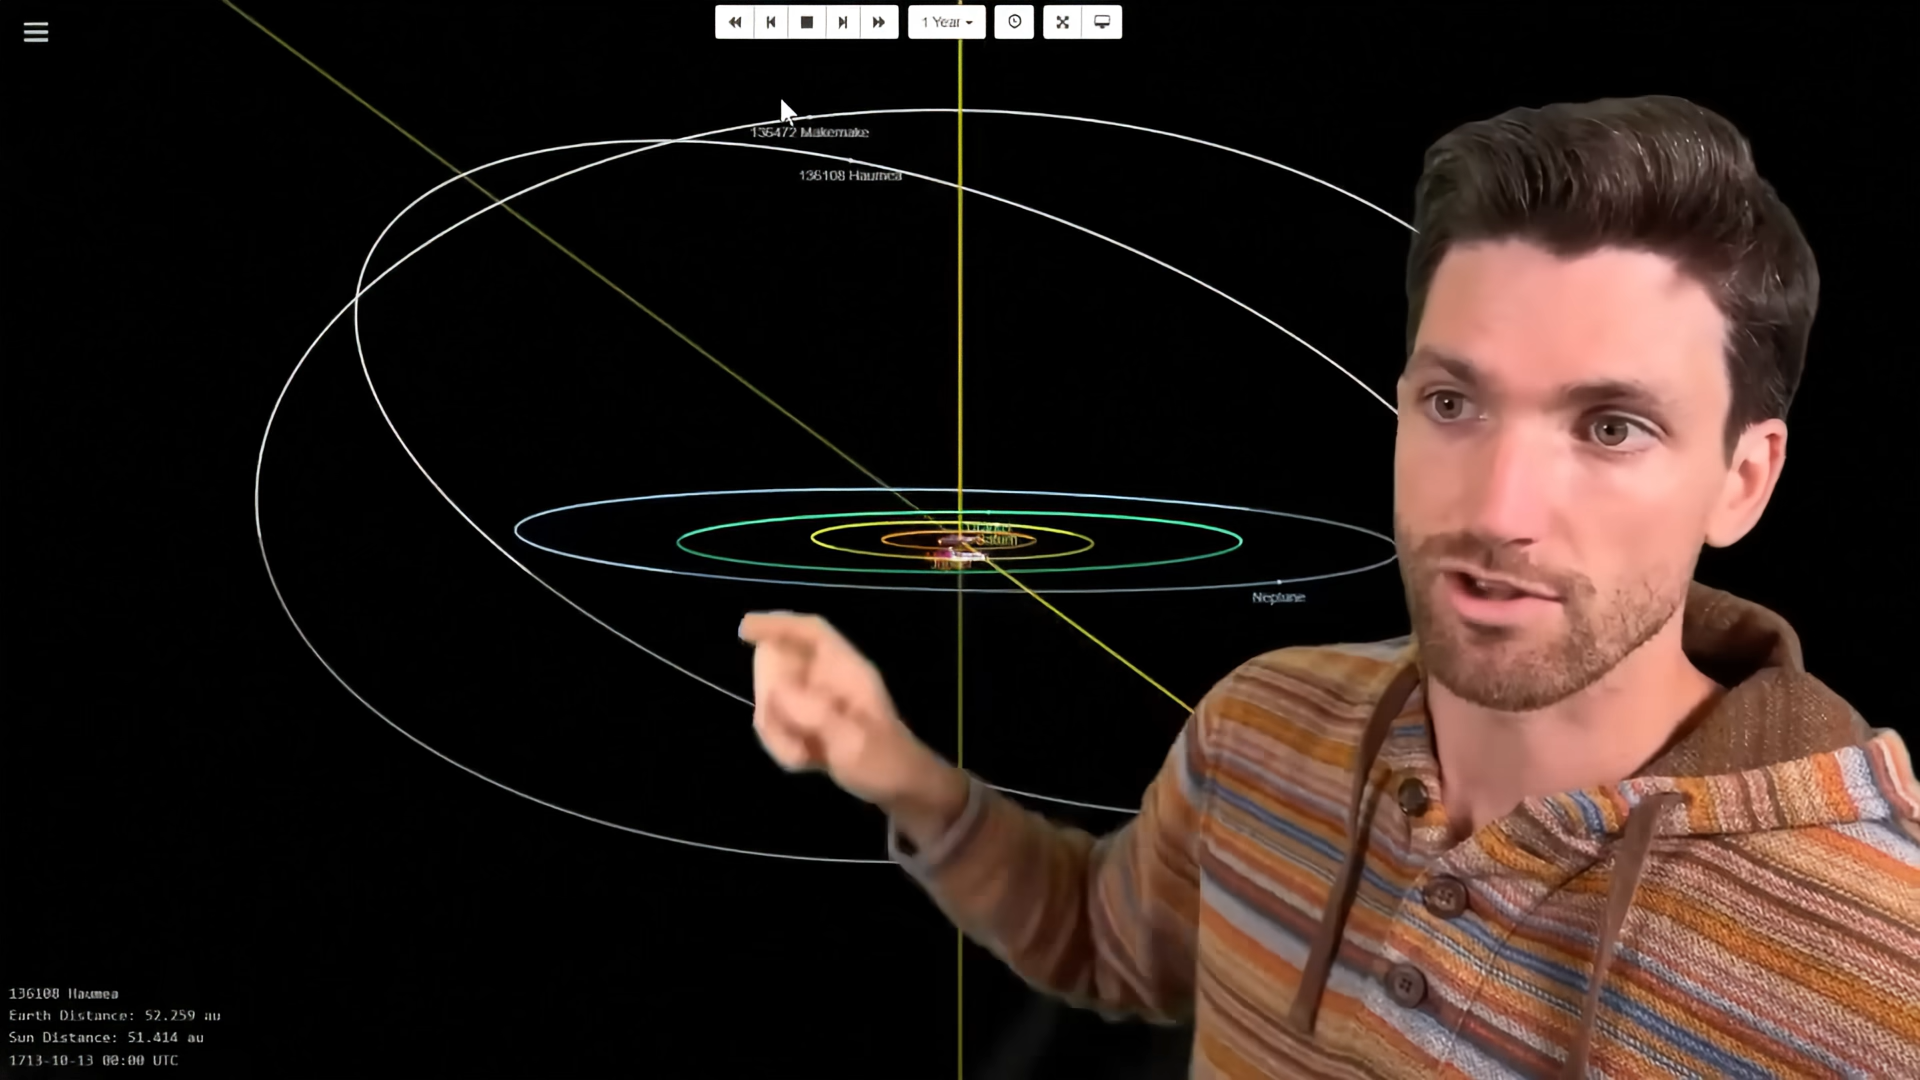 1 Year
136472 Makemake
136108 Haumea
Saturn
Neptune
136108 Haumea
Earth Distance: 52.259 au
Sun Distance: 51.414 au
1713-10-13 00:00 UTC